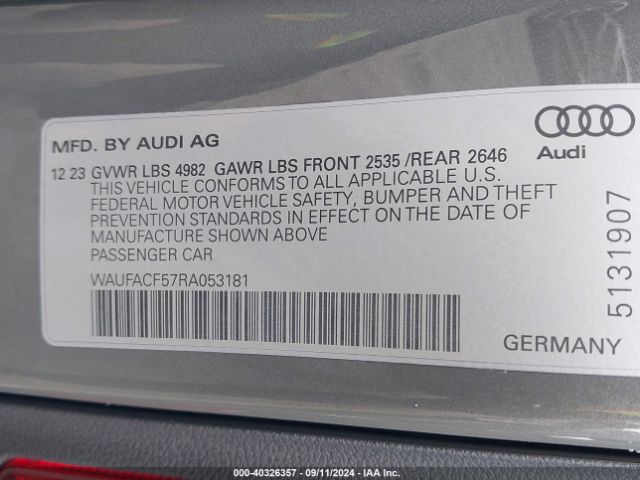 MFD. BY AUDI AG
Audi
12 23 GVWR LBS 4982 GAWR LBS FRONT 2535 /REAR 2646
THIS VEHICLE CONFORMS TO ALL APPLICABLE U.S.
FEDERAL MOTOR VEHICLE SAFETY, BUMPER AND THEFT
PREVENTION STANDARDS IN EFFECT ON THE DATE OF
MANUFACTURE SHOWN ABOVE
PASSENGER CAR
WAUFACF57RA053181
5131907
GERMANY
000-40326357 - 09/11/2024 - IAA Inc.